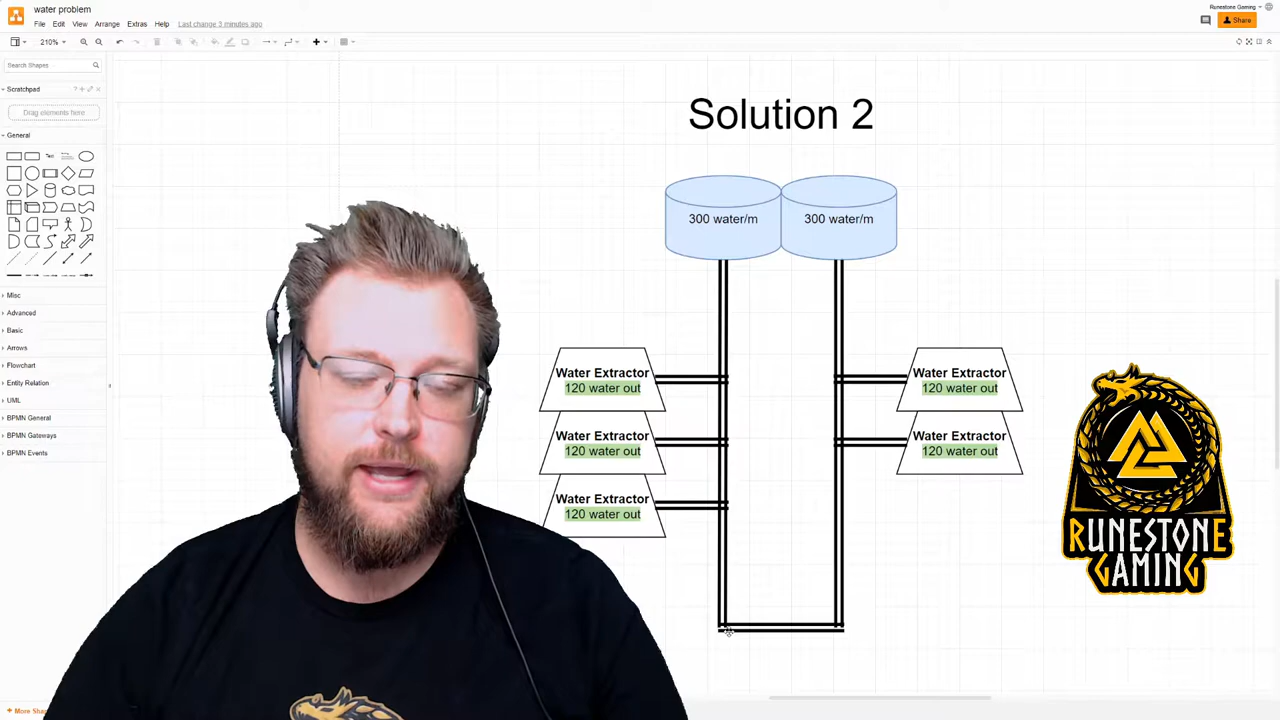 water problem
Runestone Gaming
File Edit View Arrange Extras Help Last change 3 minutes ago
Share
210%
Search Shapes
Scratchpad
Drag elements here
General
Text
Misc
Advanced
Basic
Arrows
Flowchart
Entity Relation
UML
BPMN General
BPMN Gateways
BPMN Events
Solution 2
300 water/m 300 water/m
Water Extractor
120 water out
Water Extractor
120 water out
Water Extractor
120 water out
Water Extractor
120 water out
Water Extractor
120 water out
RUNESTONE
GAMING
+ More Sha